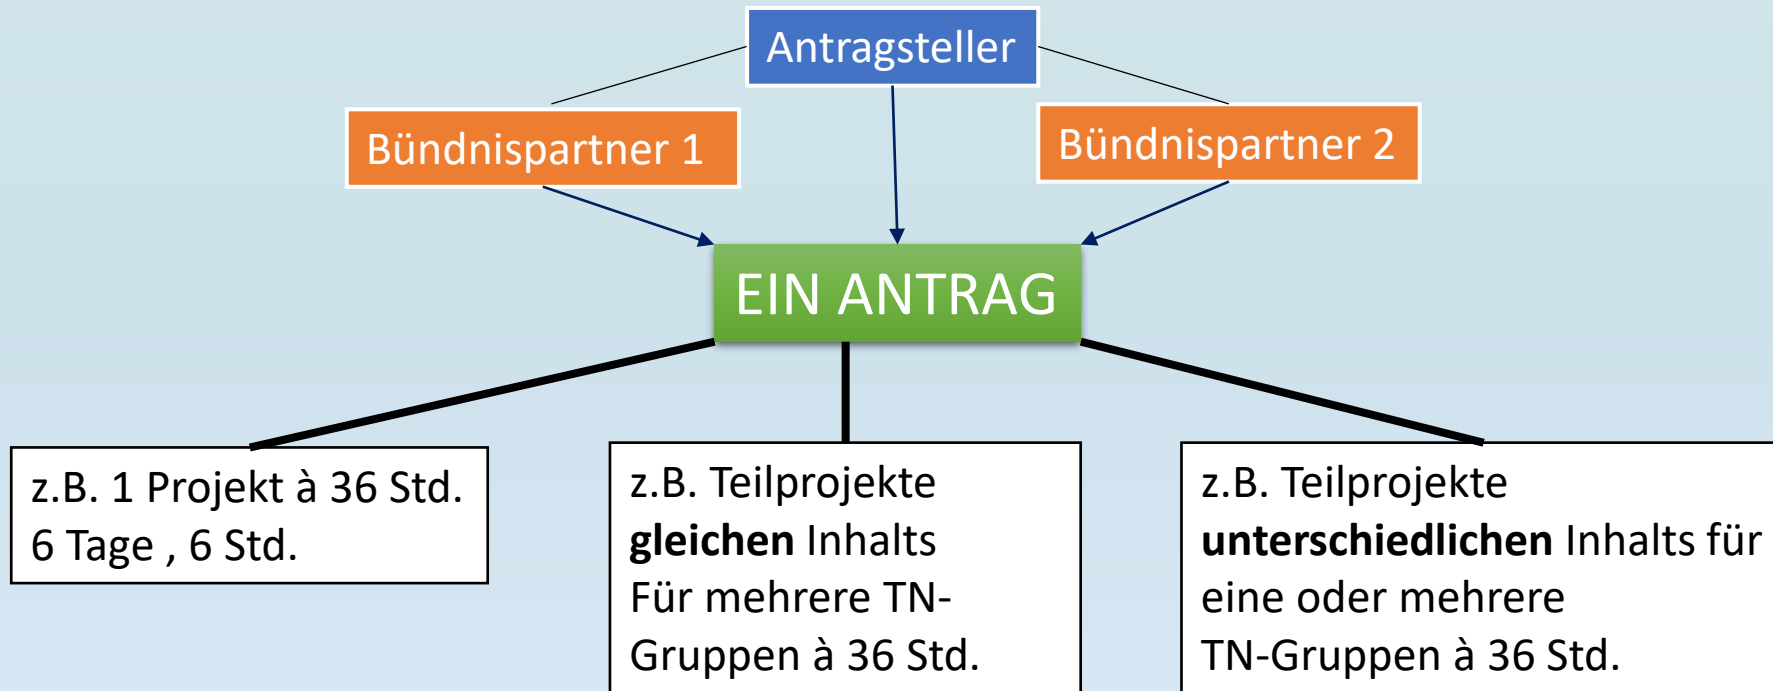 Antragsteller
Bündnispartner 1
Bündnispartner 2
EIN ANTRAG
z.B. 1 Projekt à 36 Std.
6 Tage , 6 Std.
z.B. Teilprojekte
gleichen Inhalts
Für mehrere TN-
Gruppen à 36 Std.
z.B. Teilprojekte
unterschiedlichen Inhalts für
eine oder mehrere
TN-Gruppen à 36 Std.